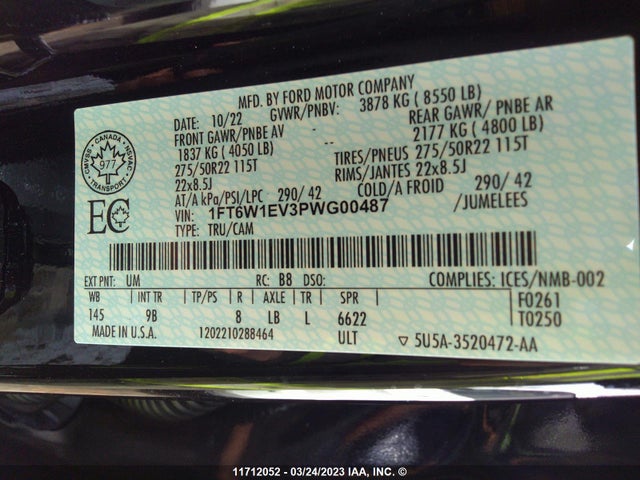 MFD. BY FORD MOTOR COMPANY
DATE: 10/22 GVWR/PNBV: 3878 KG ( 8550 LB)
FRONT GAWR/PNBE AV - REAR GAWR/ PNBE AR
1837 KG ( 4050 LB) -- 2177 KG ( 4800 LB)
275/50R22 115T TIRES/PNEUS 275/50R22 115T
22x8.5J RIMS/JANTES 22x8.5J
AT/A kPa/PSI/LPC 290/ 42 COLD/A FROID 290/ 42
VIN: 1FT6W1EV3PWG00487 /JUMELEES
TYPE: TRU/CAM
CANADA
CMVSS NSVAC
977
TRANSPORT
EC
EXT PNT: UM RC: B8 DSO: COMPLIES: ICES/NMB-002
WB INT TR TP/PS R AXLE TR SPR F0261
145 9B 8 LB L 6622 T0250
MADE IN U.S.A. 1202210288464 ULT ▽ 5U5A-3520472-AA
11712052 - 03/24/2023 IAA, INC. ©